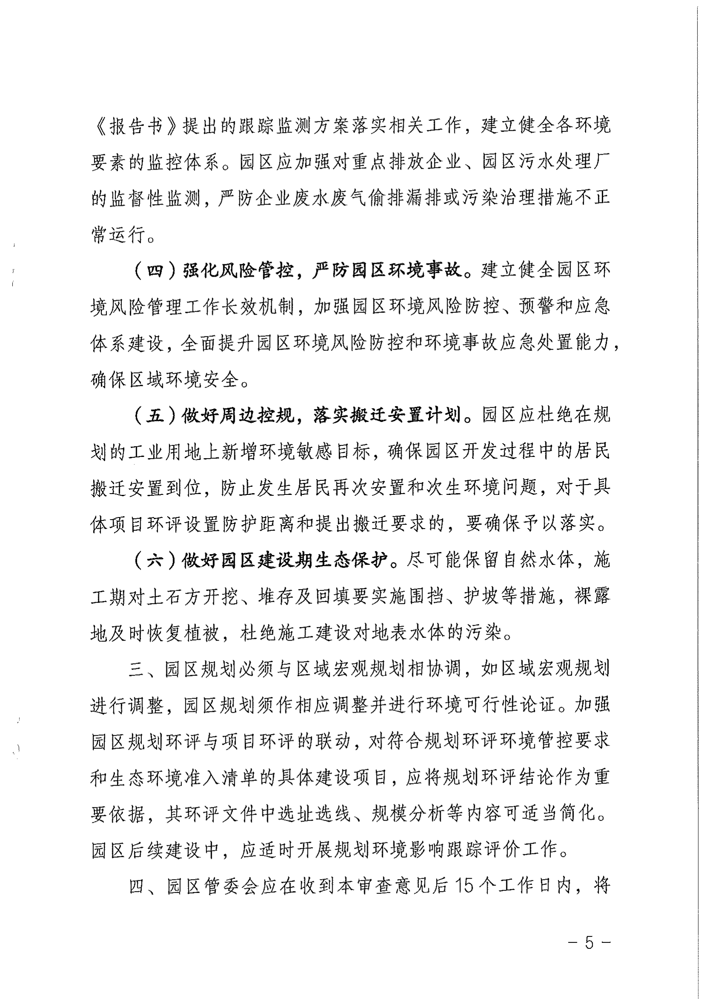 《报告书》提出的跟踪监测方案落实相关工作，建立健全各环境
要素的监控体系。园区应加强对重点排放企业、园区污水处理厂
的监督性监测，严防企业废水废气偷排漏排或污染治理措施不正
常运行。
（四）强化风险管控，严防园区环境事故。建立健全园区环
境风险管理工作长效机制，加强园区环境风险防控、预警和应急
体系建设，全面提升园区环境风险防控和环境事故应急处置能力，
确保区域环境安全。
（五）做好周边控规，落实搬迁安置计划。园区应杜绝在规
划的工业用地上新增环境敏感目标，确保园区开发过程中的居民
搬迁安置到位，防止发生居民再次安置和次生环境问题，对于具
体项目环评设置防护距离和提出搬迁要求的，要确保予以落实。
（六）做好园区建设期生态保护。尽可能保留自然水体，施
工期对土石方开挖、堆存及回填要实施围挡、护坡等措施，裸露
地及时恢复植被，杜绝施工建设对地表水体的污染。
三、园区规划必须与区域宏观规划相协调，如区域宏观规划
进行调整，园区规划须作相应调整并进行环境可行性论证。加强
园区规划环评与项目环评的联动，对符合规划环评环境管控要求
和生态环境准入清单的具体建设项目，应将规划环评结论作为重
要依据，其环评文件中选址选线、规模分析等内容可适当简化。
园区后续建设中，应适时开展规划环境影响跟踪评价工作。
四、园区管委会应在收到本审查意见后15个工作日内，将
- 5 -